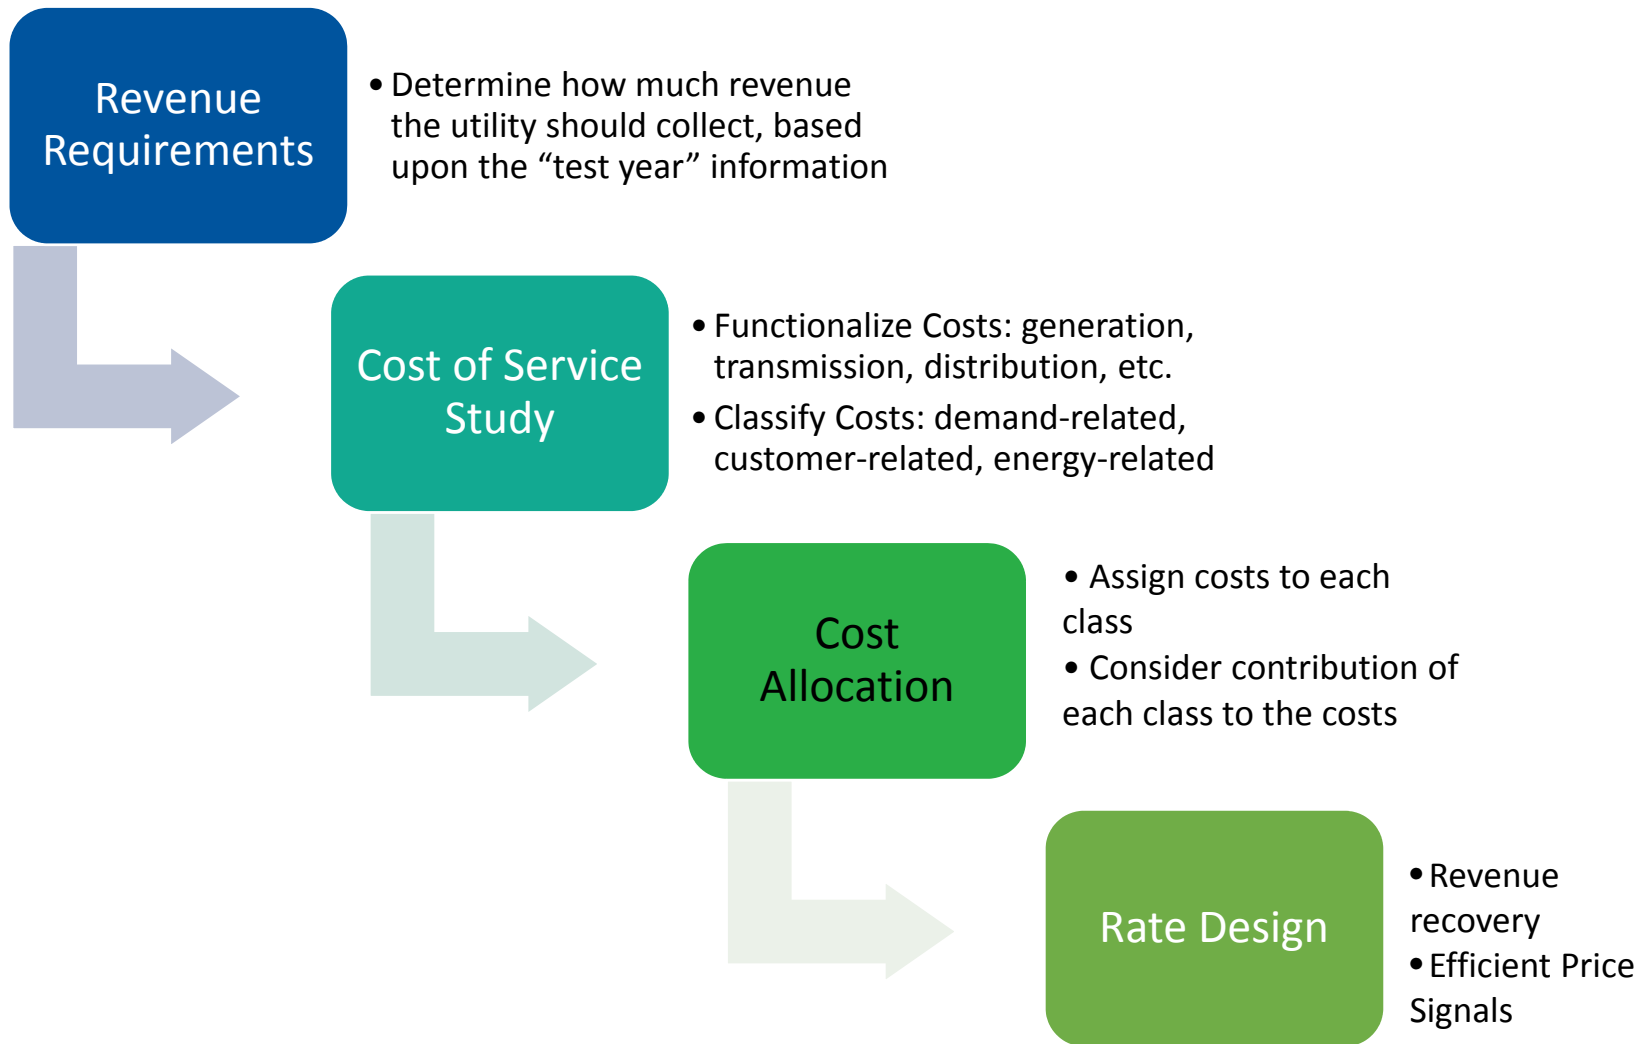 Revenue
Requirements
• Determine how much revenue
the utility should collect, based
upon the “test year” information
Cost of Service
Study
• Functionalize Costs: generation,
transmission, distribution, etc.
• Classify Costs: demand-related,
customer-related, energy-related
Cost
Allocation
• Assign costs to each
class
• Consider contribution of
each class to the costs
Rate Design
• Revenue
recovery
• Efficient Price
Signals